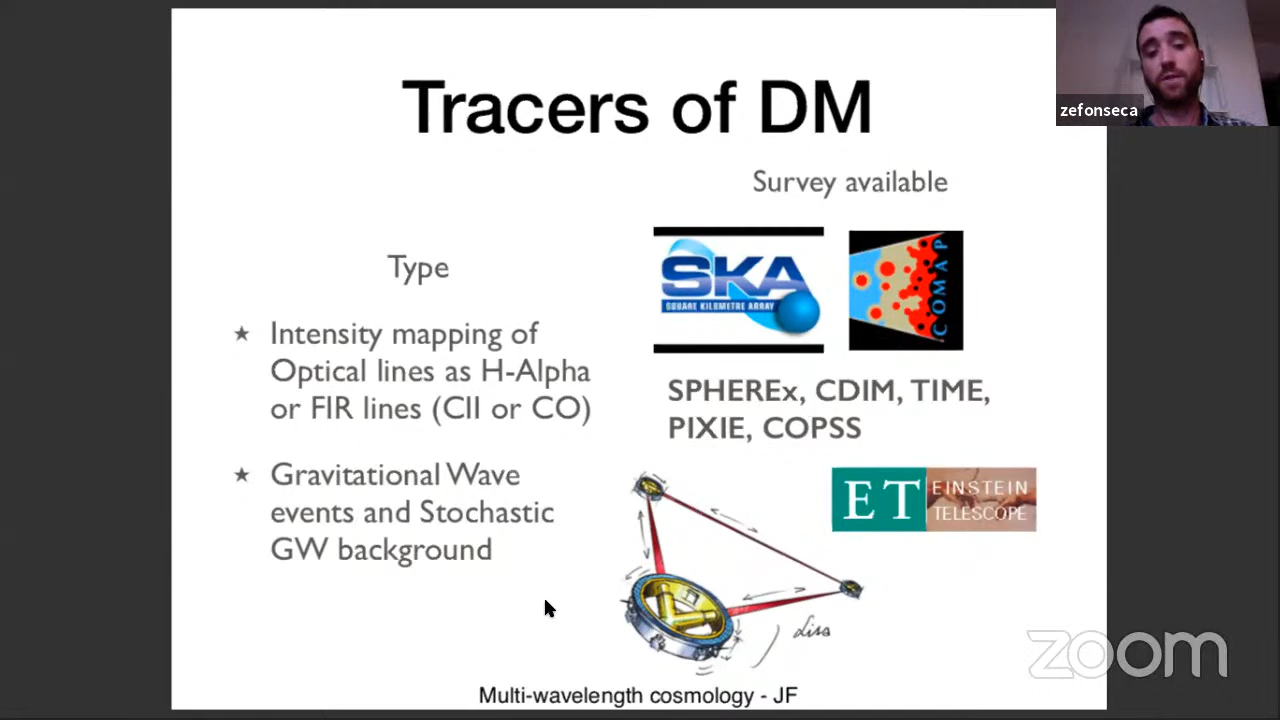 Tracers of DM
zefonseca
Survey available
Type
SKA
SQUARE KILOMETRE ARRAY
COMAP
★ Intensity mapping of
Optical lines as H-Alpha
or FIR lines (CII or CO)
SPHEREx, CDIM, TIME,
PIXIE, COPSS
★ Gravitational Wave
events and Stochastic
GW background
ET EINSTEIN
TELESCOPE
Lisa
zoom
Multi-wavelength cosmology - JF